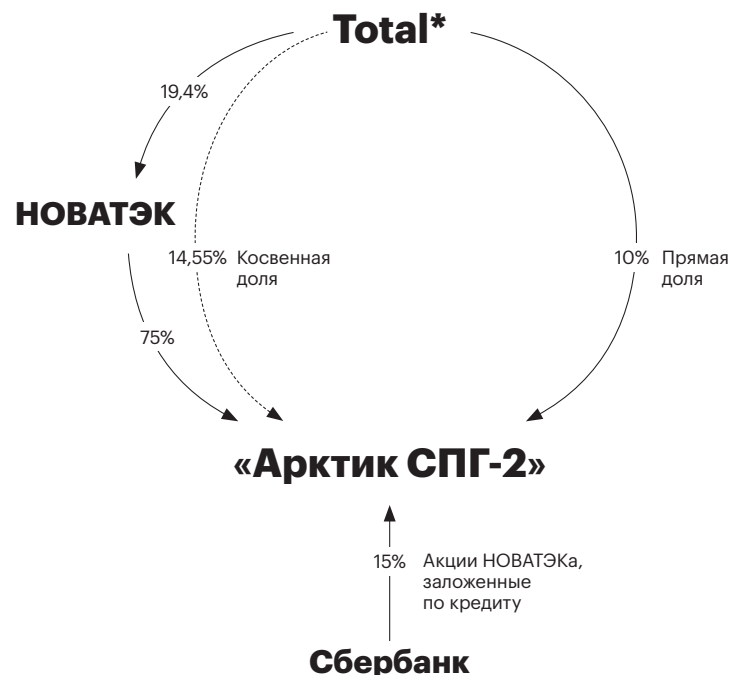 Total*
19,4%
НОВАТЭК
14,55% Косвенная
доля
10% Прямая
доля
75%
«Арктик СПГ-2»
15% Акции НОВАТЭКа,
заложенные
по кредиту
Сбербанк